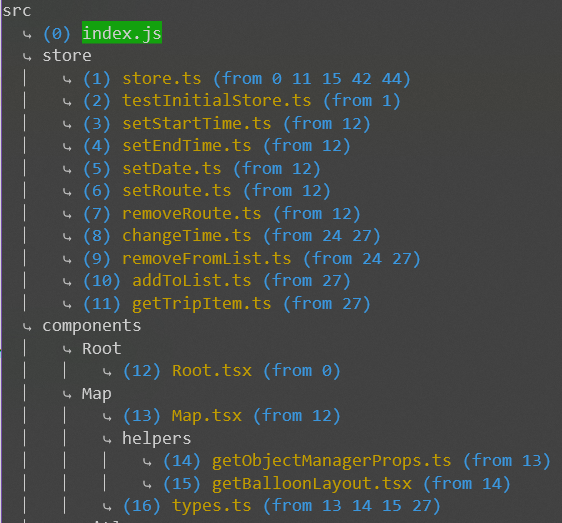 src
↳ (0) index.js
↳ store
│ ↳ (1) store.ts (from 0 11 15 42 44)
│ ↳ (2) testInitialStore.ts (from 1)
│ ↳ (3) setStartTime.ts (from 12)
│ ↳ (4) setEndTime.ts (from 12)
│ ↳ (5) setDate.ts (from 12)
│ ↳ (6) setRoute.ts (from 12)
│ ↳ (7) removeRoute.ts (from 12)
│ ↳ (8) changeTime.ts (from 24 27)
│ ↳ (9) removeFromList.ts (from 24 27)
│ ↳ (10) addToList.ts (from 27)
│ ↳ (11) getTripItem.ts (from 27)
↳ components
│ ↳ Root
│ │ ↳ (12) Root.tsx (from 0)
│ ↳ Map
│ │ ↳ (13) Map.tsx (from 12)
│ │ ↳ helpers
│ │ │ ↳ (14) getObjectManagerProps.ts (from 13)
│ │ │ ↳ (15) getBalloonLayout.tsx (from 14)
│ │ ↳ (16) types.ts (from 13 14 15 27)